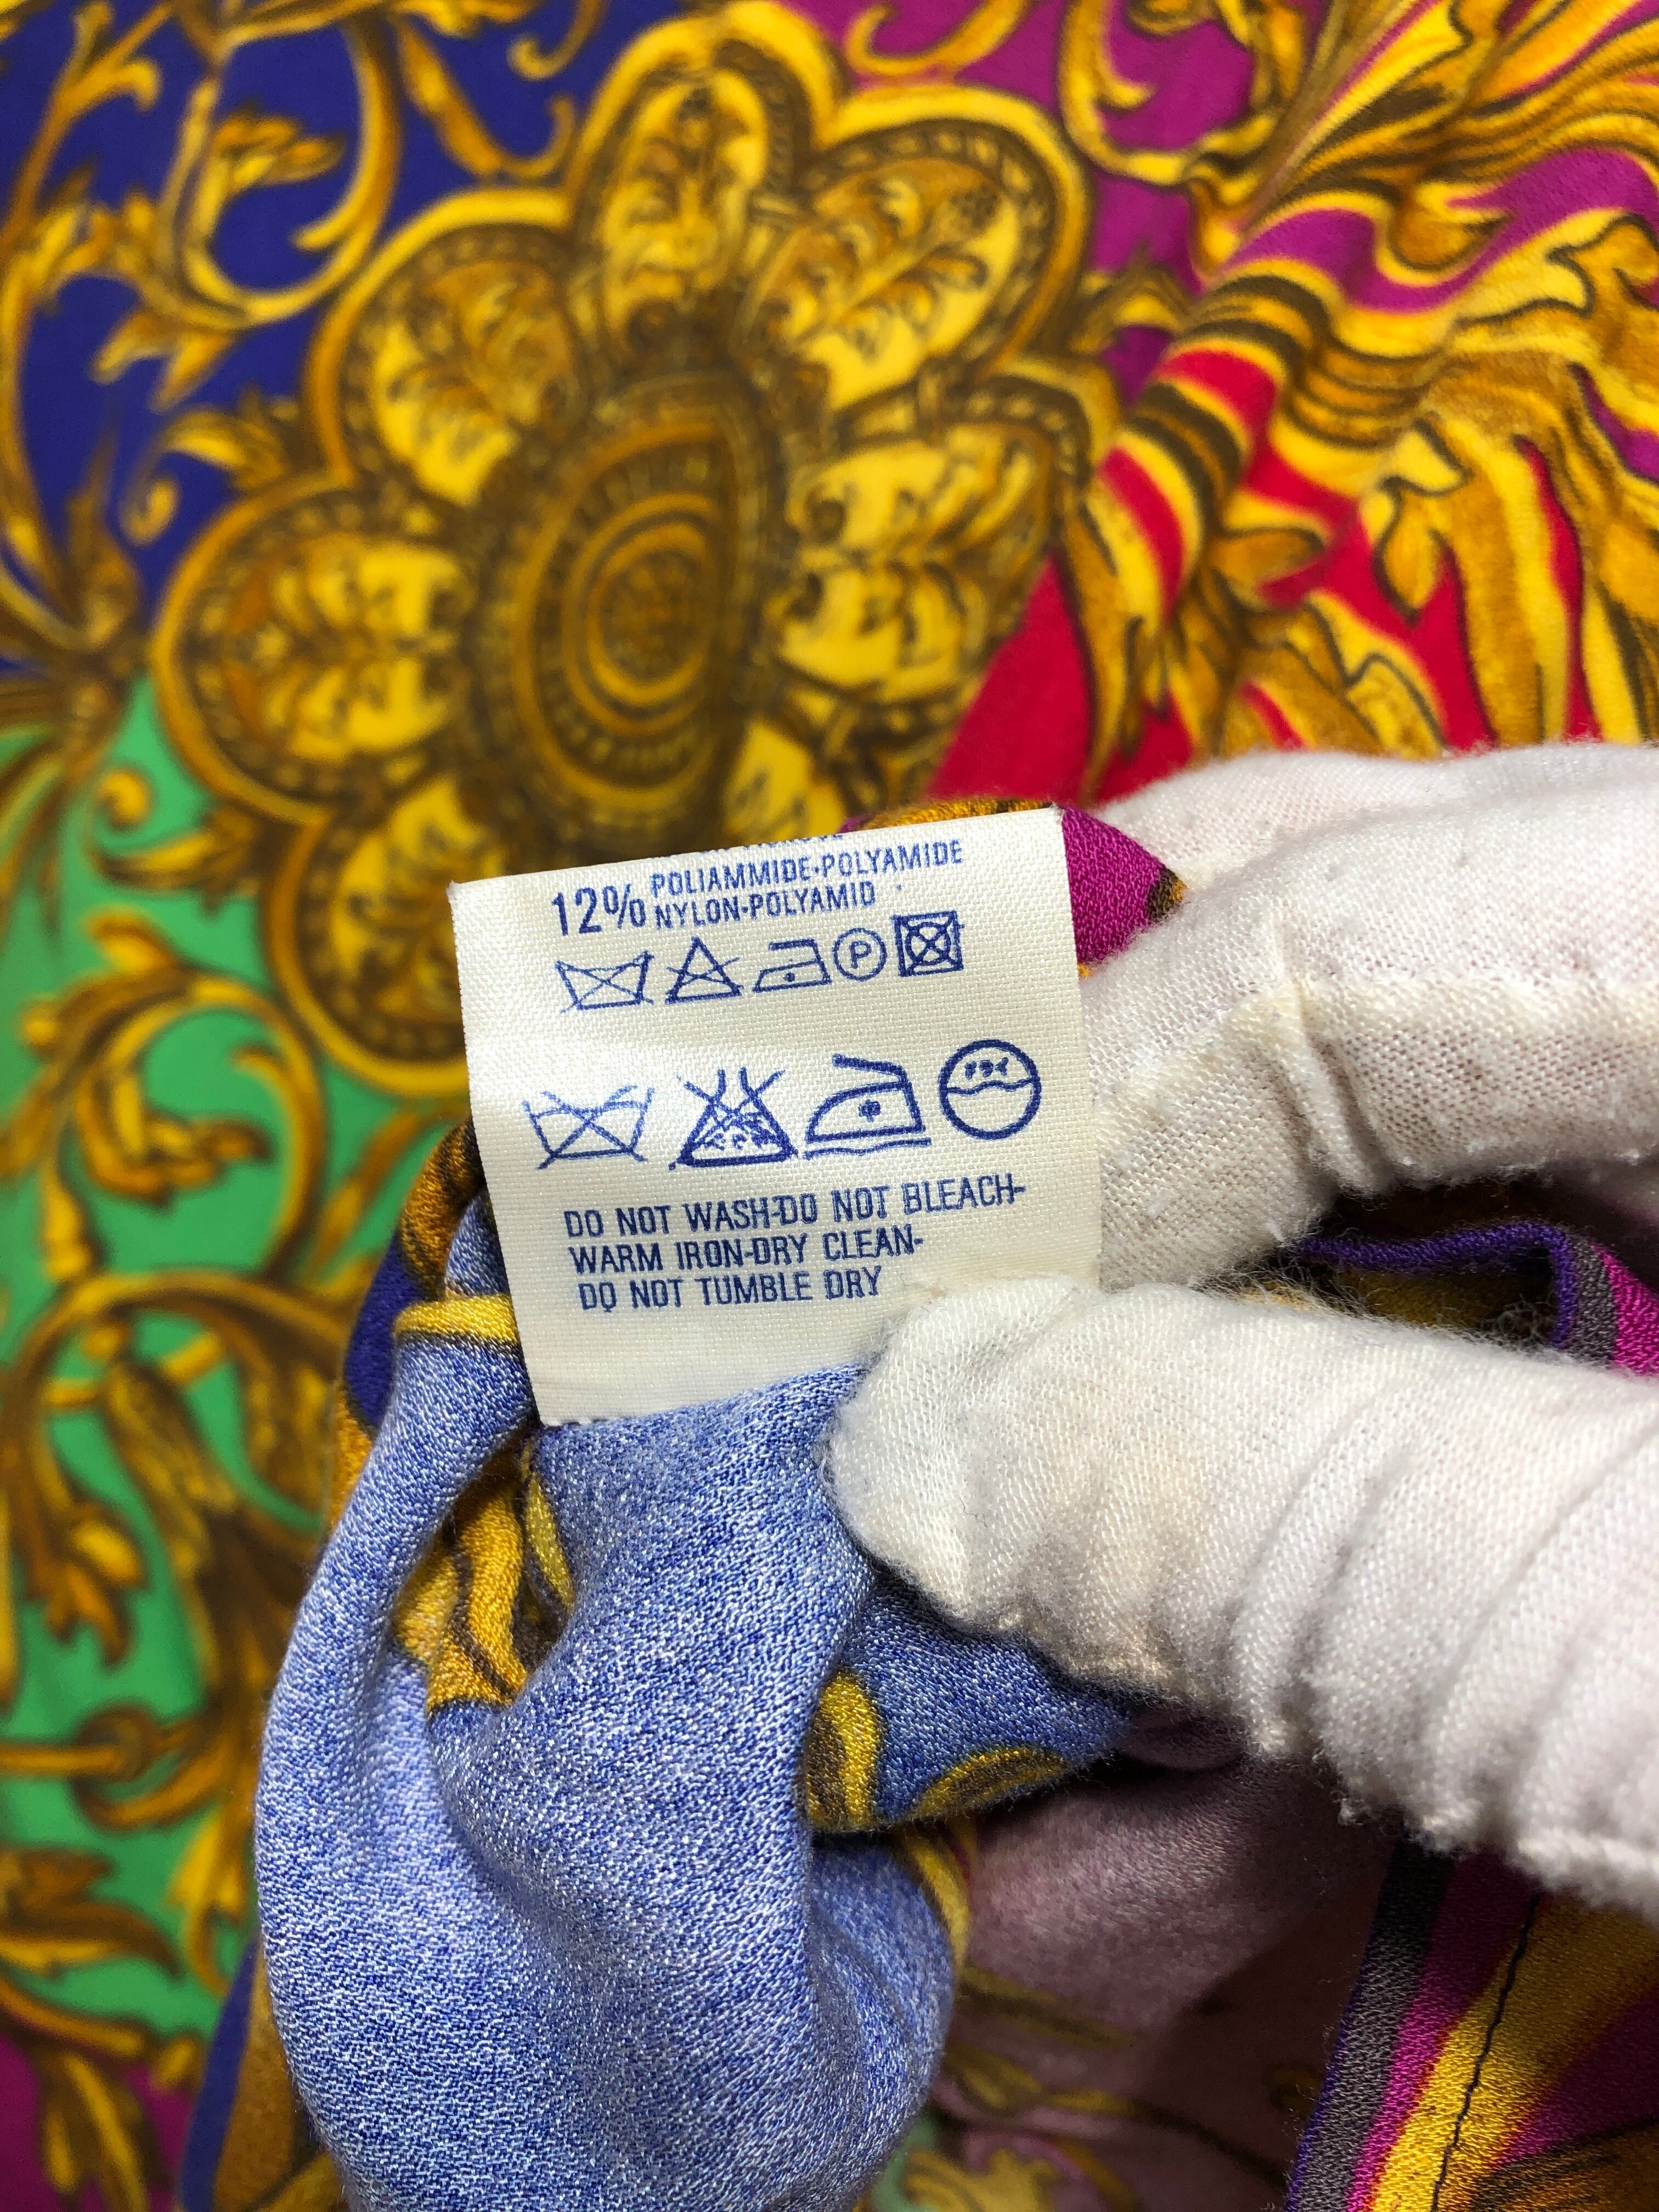 12% POLIAMMIDE-POLYAMIDE
NYLON-POLYAMID
P
DO NOT WASH-DO NOT BLEACH-
WARM IRON-DRY CLEAN-
DO NOT TUMBLE DRY